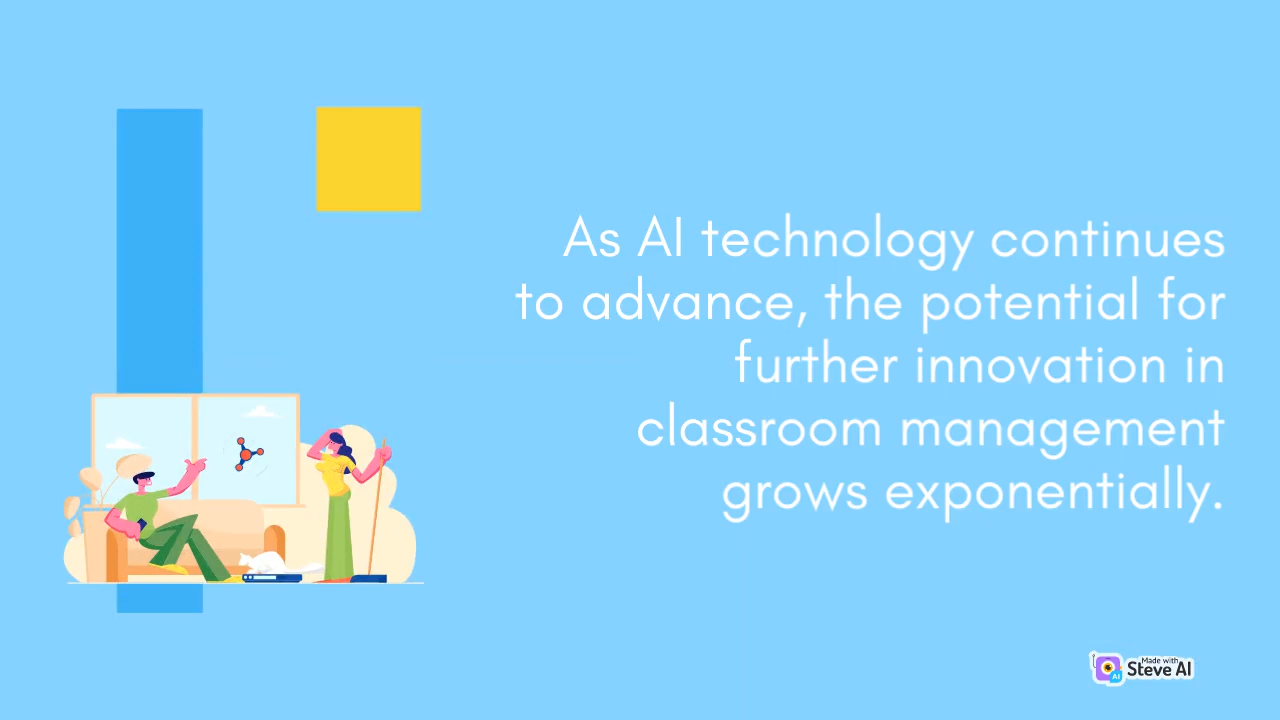 As AI technology continues
to advance, the potential for
further innovation in
classroom management
grows exponentially.
Made with
Steve AI
AI